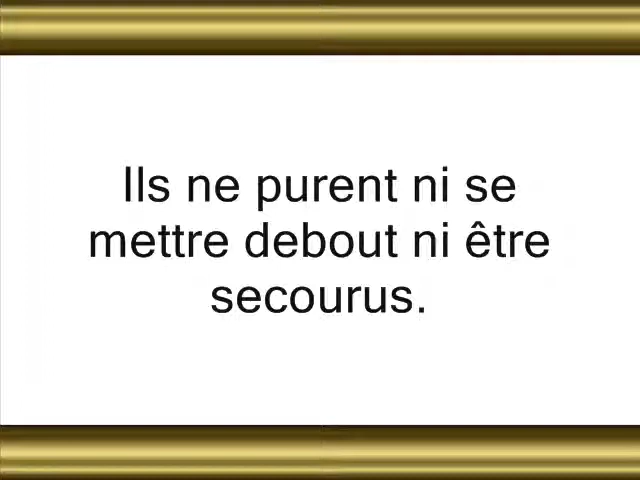 Ils ne purent ni se
mettre debout ni être
secourus.